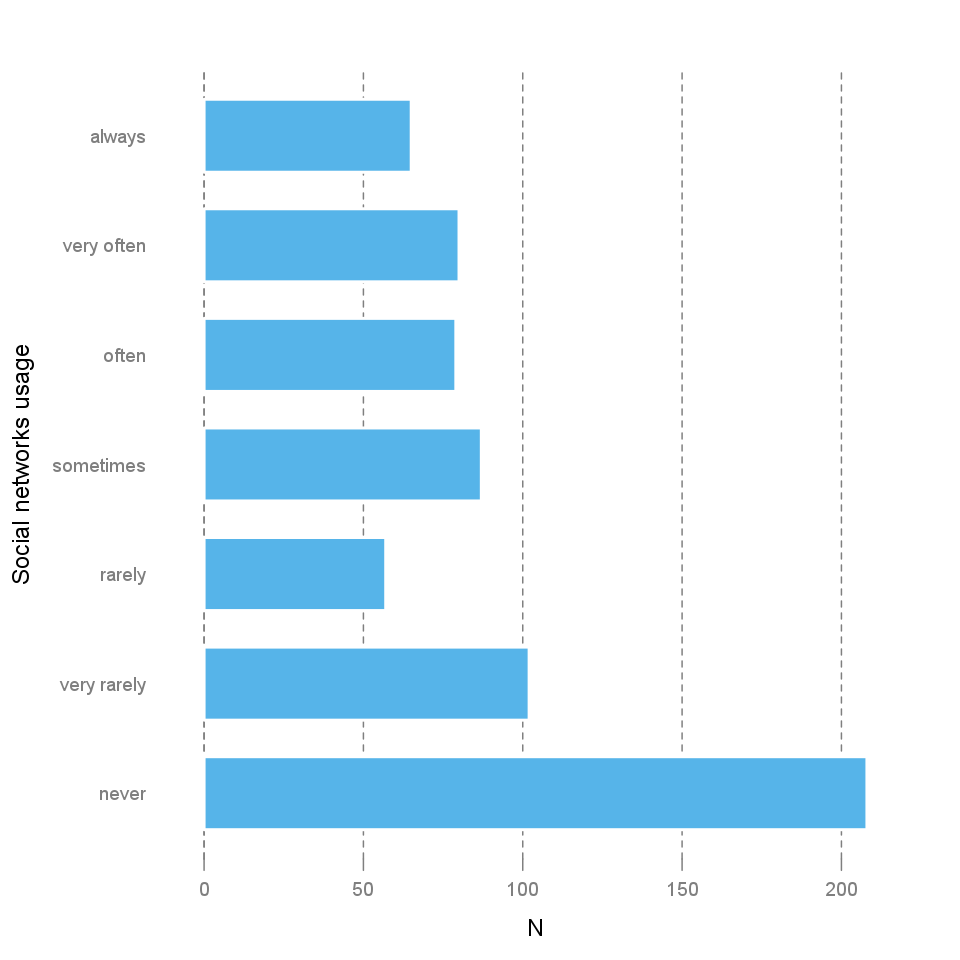 Social networks usage
always
very often
often
sometimes
rarely
very rarely
never
0 50 100 150 200
N